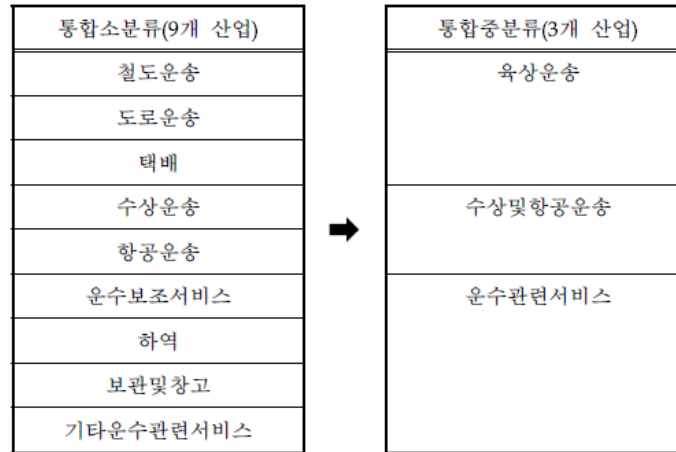 통합소분류(9개 산업)
철도운송
도로운송
택배
수상운송
항공운송
운수보조서비스
하역
보관및창고
기타운수관련서비스
통합중분류(3개 산업)
육상운송
수상및항공운송
운수관련서비스